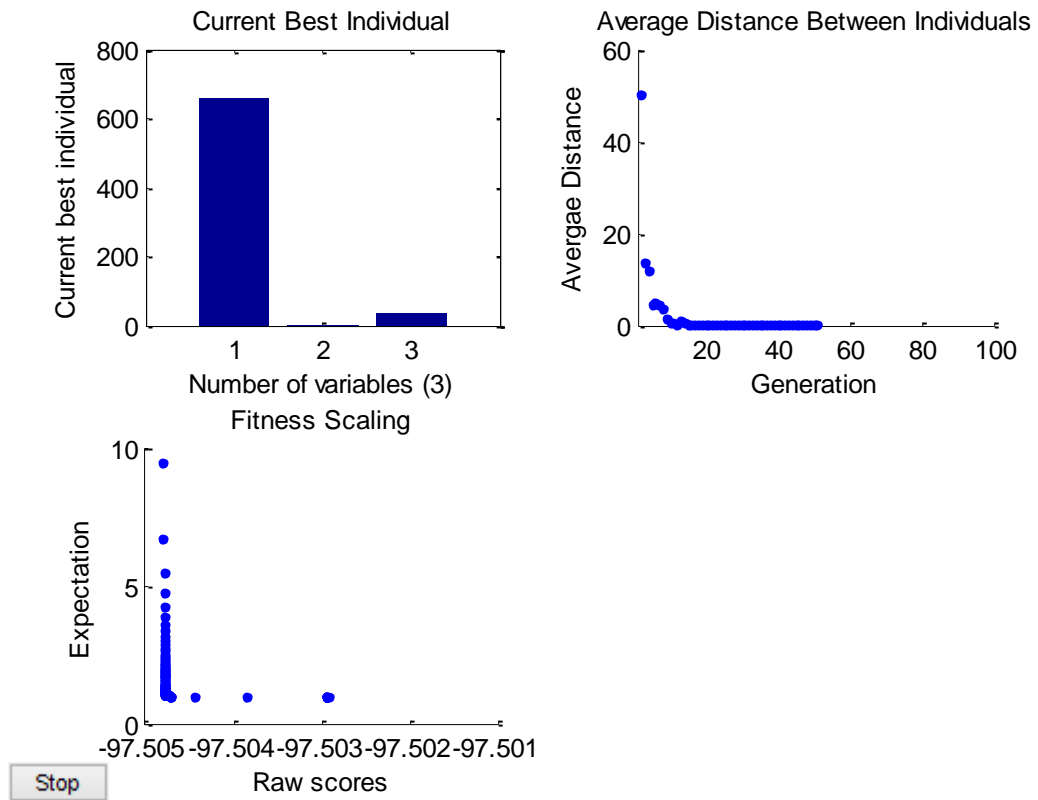 Current Best Individual
800
600
400
200
0
Current best individual
1 2 3
Number of variables (3)
Average Distance Between Individuals
60
40
20
0
Avergae Distance
20 40 60 80 100
Generation
Fitness Scaling
10
5
0
Expectation
-97.505 -97.504 -97.503 -97.502 -97.501
Raw scores
Stop